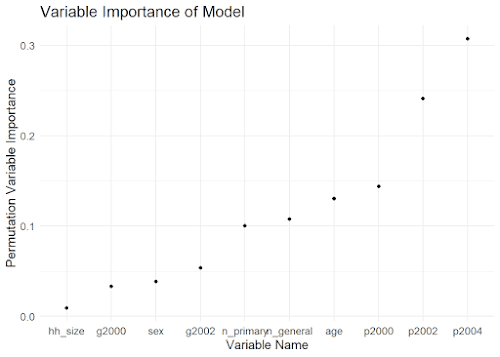 Variable Importance of Model
Permutation Variable Importance
0.3
0.2
0.1
0.0
hh_size g2000 sex g2002 n_primary n_general age p2000 p2002 p2004
Variable Name